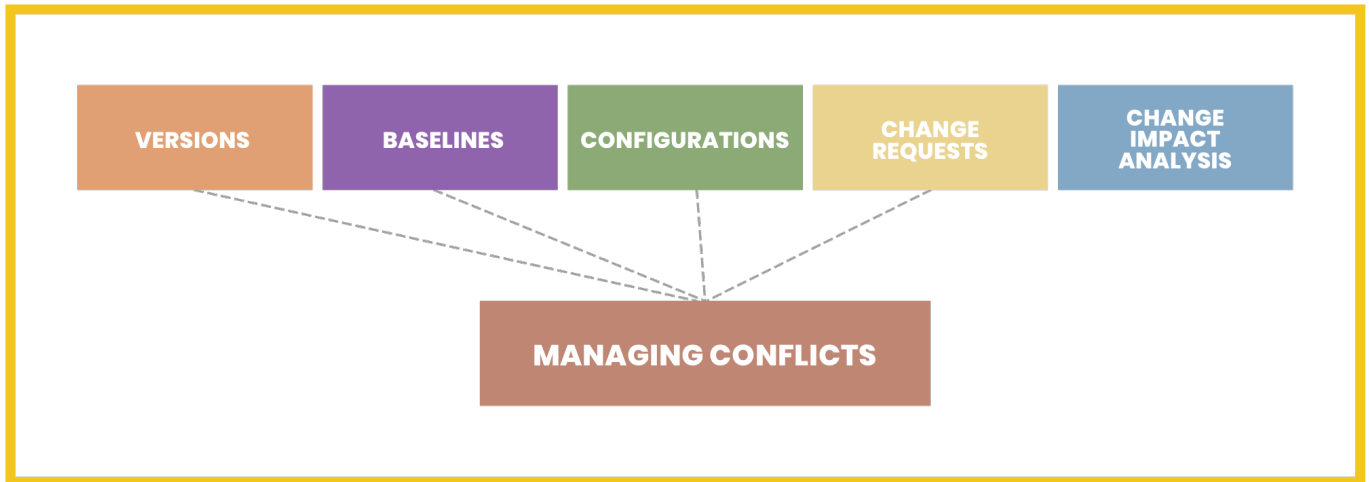 VERSIONS
BASELINES
CONFIGURATIONS
CHANGE
REQUESTS
CHANGE
IMPACT
ANALYSIS
MANAGING CONFLICTS